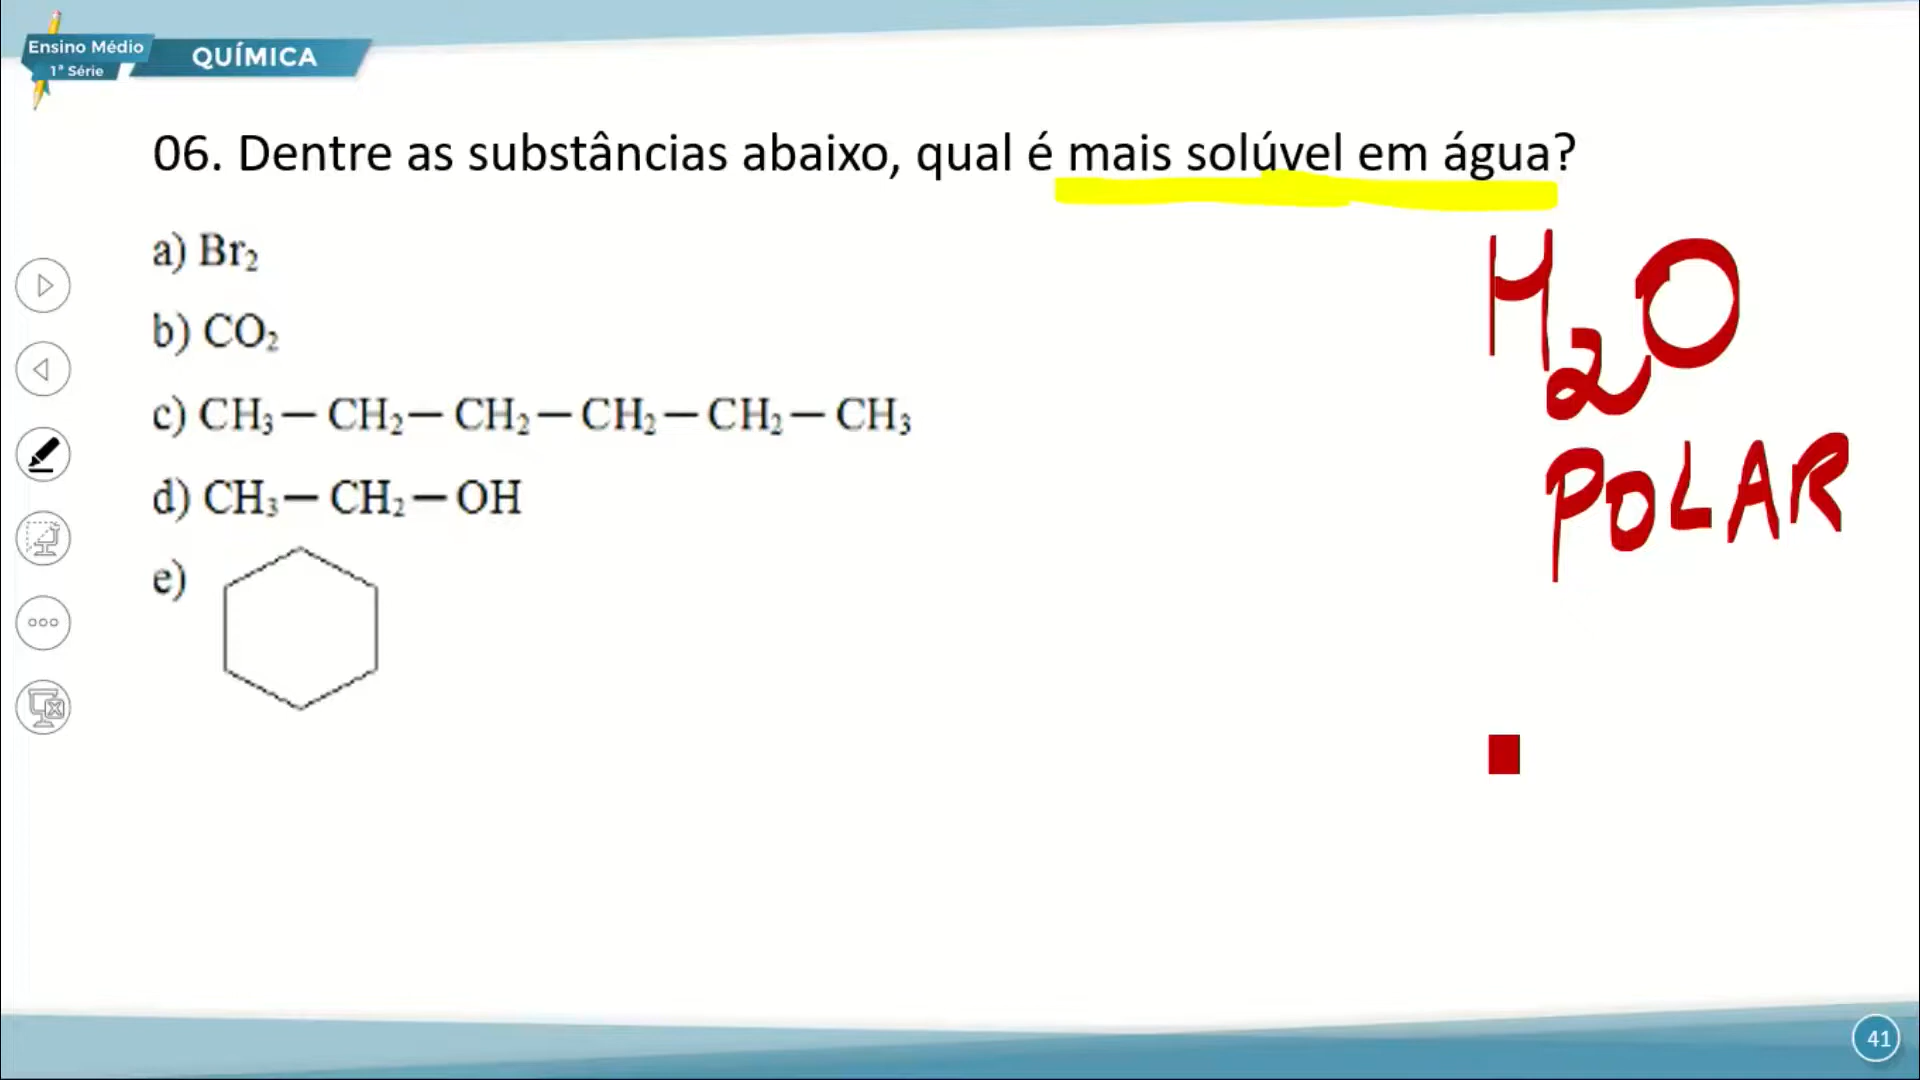 Ensino Médio
1ª Série
QUÍMICA
06. Dentre as substâncias abaixo, qual é mais solúvel em água?
a) Br₂
b) CO₂
c) CH₃ — CH₂ — CH₂ — CH₂ — CH₂ — CH₃
d) CH₃ — CH₂ — OH
e)
H₂O
POLAR
41